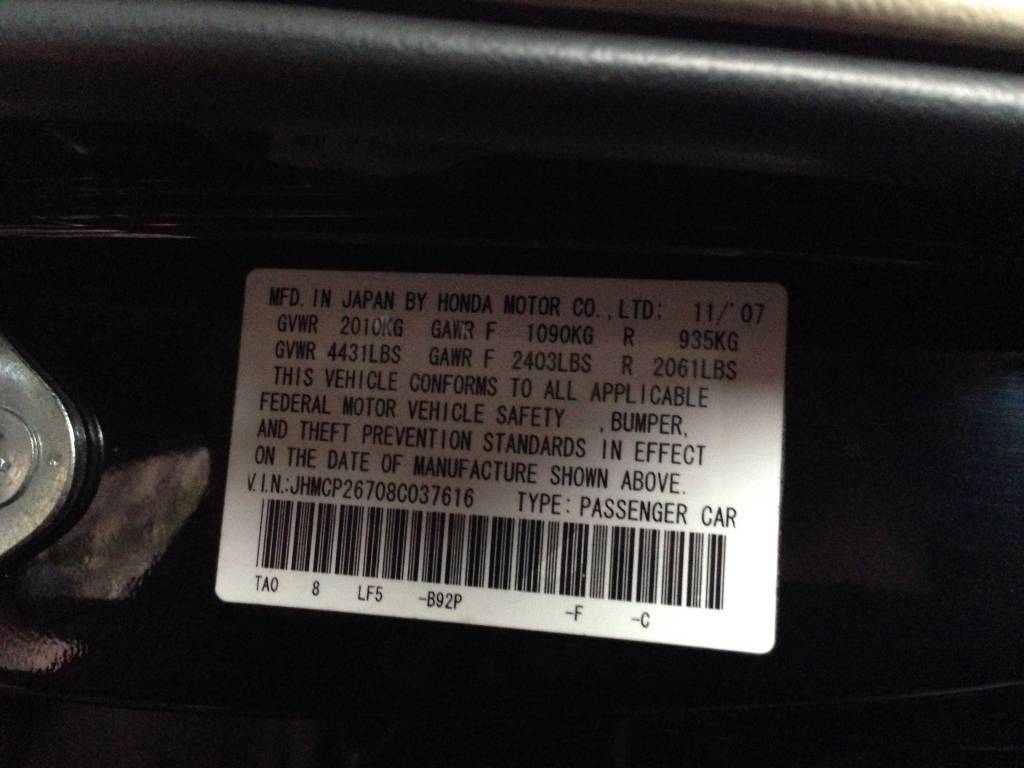 MFD. IN JAPAN BY HONDA MOTOR CO., LTD: 11/'07
GVWR 2010KG GAWR F 1090KG R 935KG
GVWR 4431LBS GAWR F 2403LBS R 2061LBS
THIS VEHICLE CONFORMS TO ALL APPLICABLE
FEDERAL MOTOR VEHICLE SAFETY , BUMPER,
AND THEFT PREVENTION STANDARDS IN EFFECT
ON THE DATE OF MANUFACTURE SHOWN ABOVE.
V.I.N.:JHMCP26708C037616 TYPE: PASSENGER CAR
TA0 8 LF5 -B92P -F -C